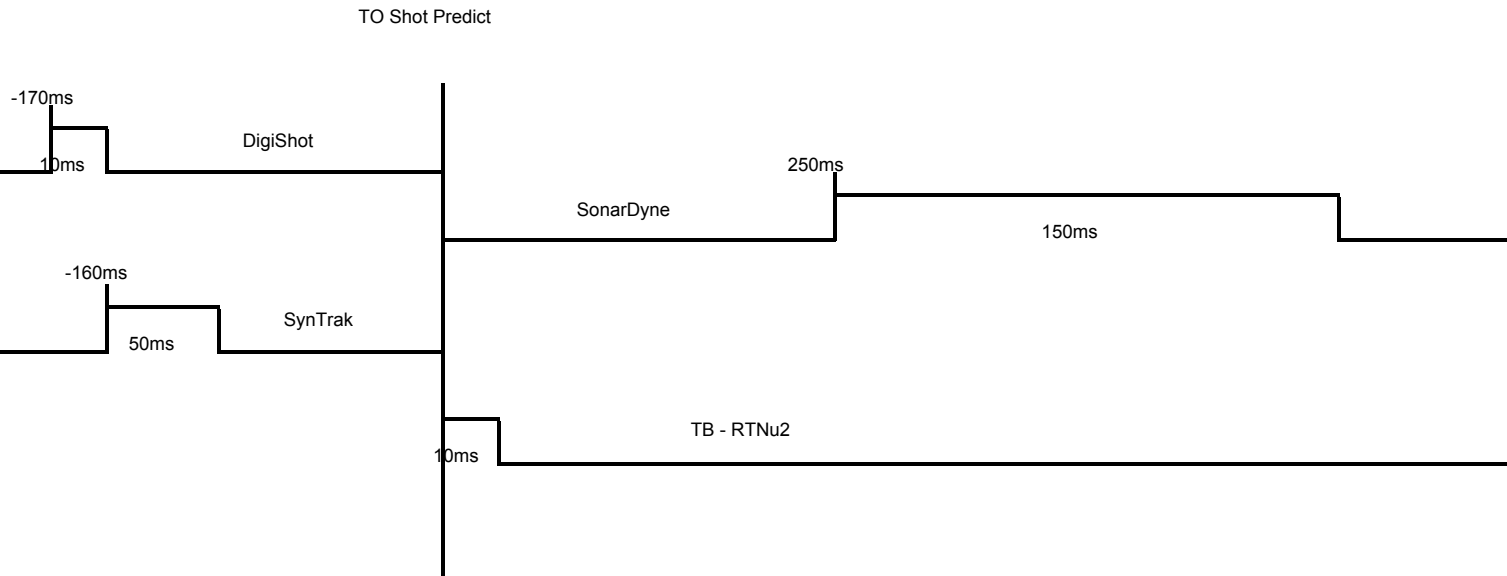 TO Shot Predict
-170ms
DigiShot
10ms
250ms
SonarDyne
150ms
-160ms
SynTrak
50ms
TB - RTNu2
10ms